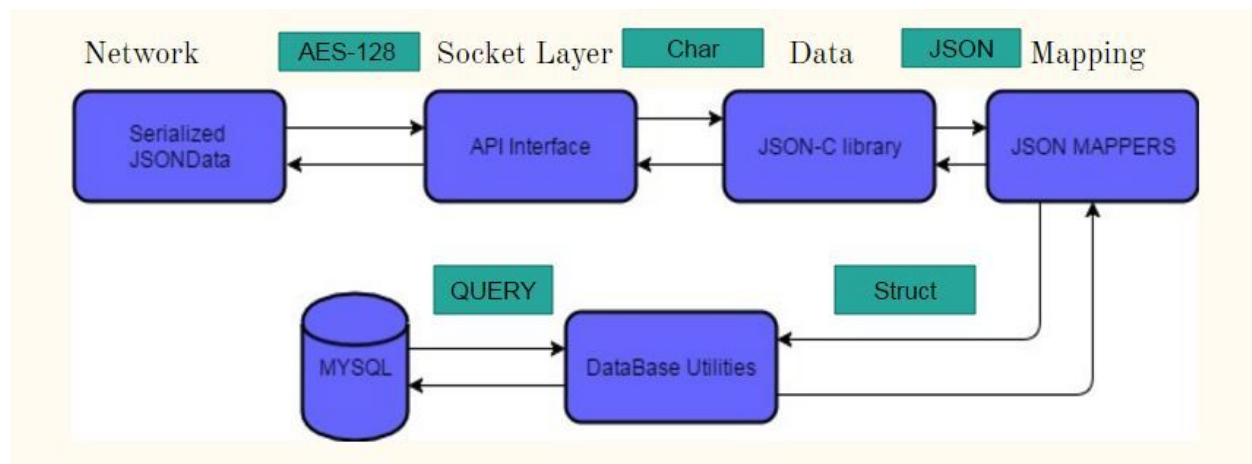 Network AES-128 Socket Layer Char Data JSON Mapping
Serialized
JSONData
API Interface
JSON-C library
JSON MAPPERS
QUERY
Struct
MYSQL
DataBase Utilities